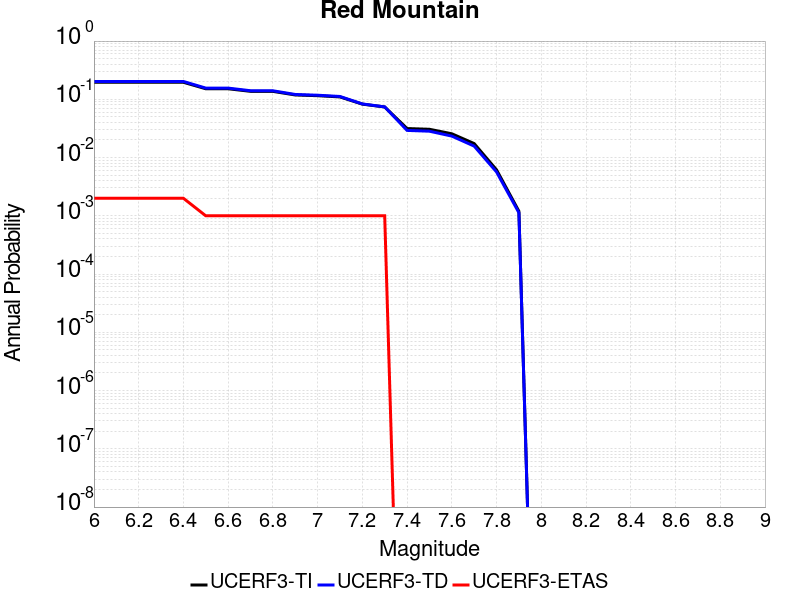 Red Mountain
10^0
10^-1
10^-2
10^-3
10^-4
10^-5
10^-6
10^-7
10^-8
Annual Probability
6 6.2 6.4 6.6 6.8 7 7.2 7.4 7.6 7.8 8 8.2 8.4 8.6 8.8 9
Magnitude
UCERF3-TI UCERF3-TD UCERF3-ETAS